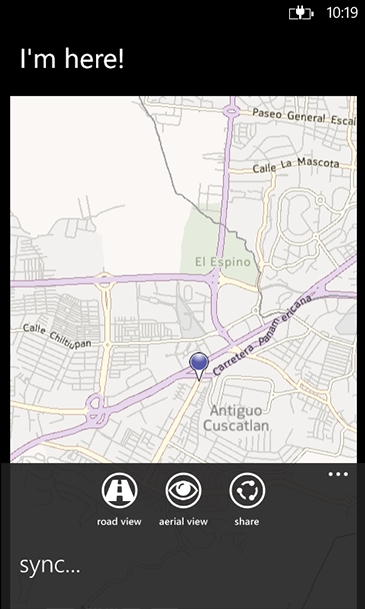 10:19
I'm here!
Paseo General Escal
Calle La Mascota
El Espino
Calle Chiltiupan
Carretera Panamericana
Antiguo
Cuscatlan
road view
aerial view
share
sync...